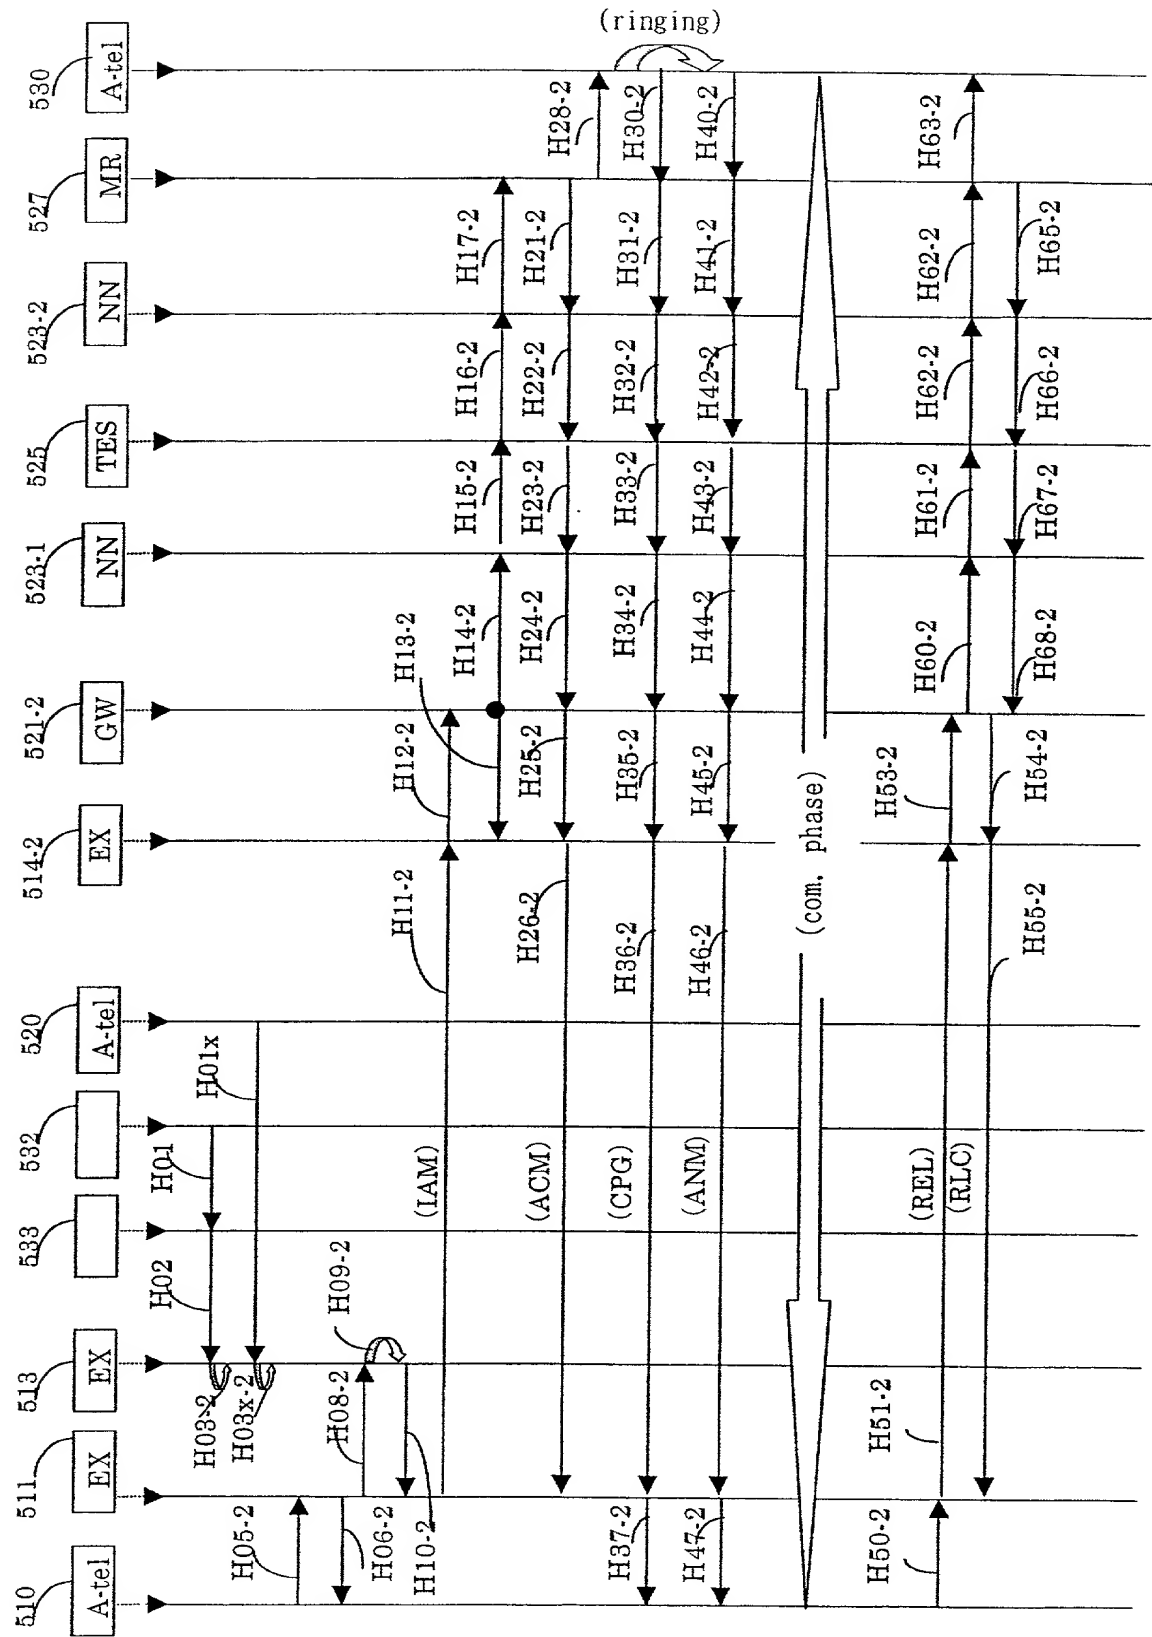 510
511
513
533
532
520
514-2
521-2
523-1
525
523-2
527
530
A-tel
EX
EX
A-tel
EX
GW
NN
TES
NN
MR
A-tel
H01
H02
H03-2
H01x
H03x-2
H05-2
H06-2
H08-2
H09-2
H10-2
(IAM)
H11-2
H12-2
H13-2
H14-2
H15-2
H16-2
H17-2
(ACM)
H26-2
H25-2
H24-2
H23-2
H22-2
H21-2
H28-2
(ringing)
H37-2
(CPG)
H36-2
H35-2
H34-2
H33-2
H32-2
H31-2
H30-2
H47-2
(ANM)
H46-2
H45-2
H44-2
H43-2
H42-2
H41-2
H40-2
(com. phase)
H50-2
H51-2
(REL)
H53-2
H60-2
H61-2
H62-2
H62-2
H63-2
(RLC)
H55-2
H54-2
H68-2
H67-2
H66-2
H65-2